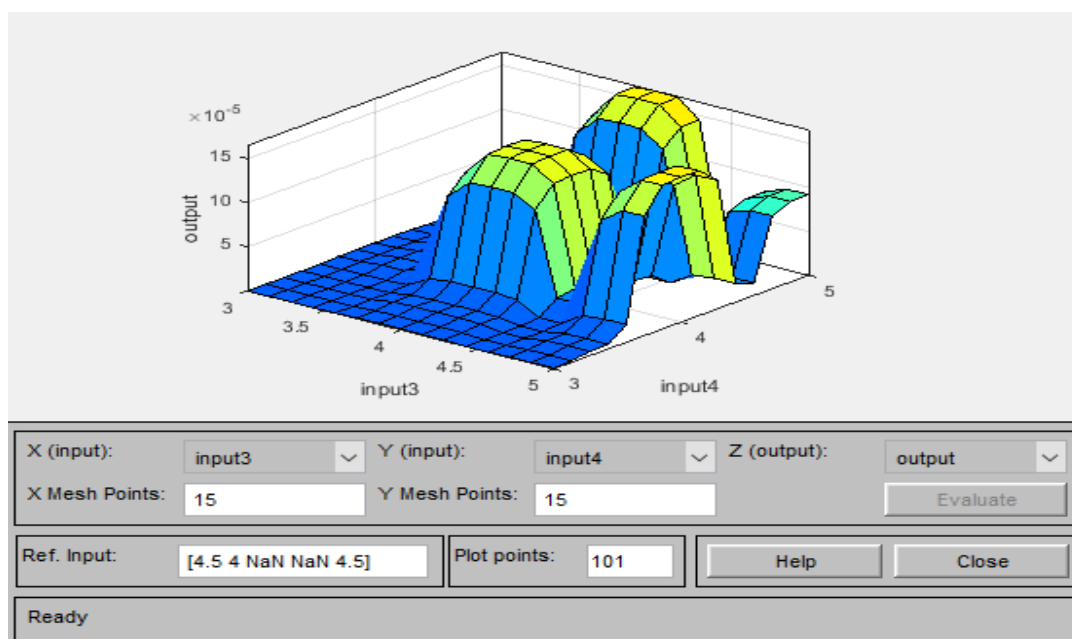 ×10-5
15
10
5
output
3
3.5
4
4.5
5
input3
3
4
5
input4
X (input):
input3
Y (input):
input4
Z (output):
output
X Mesh Points:
15
Y Mesh Points:
15
Evaluate
Ref. Input:
[4.5 4 NaN NaN 4.5]
Plot points:
101
Help
Close
Ready